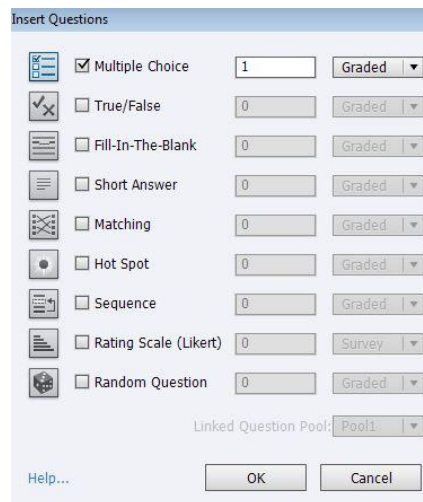 Insert Questions
Multiple Choice 1 Graded
True/False 0 Graded
Fill-In-The-Blank 0 Graded
Short Answer 0 Graded
Matching 0 Graded
Hot Spot 0 Graded
Sequence 0 Graded
Rating Scale (Likert) 0 Survey
Random Question 0 Graded
Linked Question Pool: Pool1
Help... OK Cancel